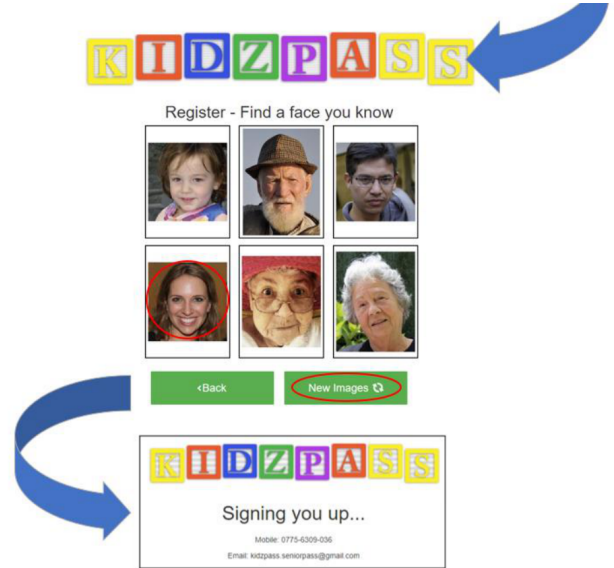 KIDZPASS
Register - Find a face you know
‹Back
New Images
KIDZPASS
Signing you up...
Mobile: 0775-6309-036
Email: kidzpass.seniorpass@gmail.com